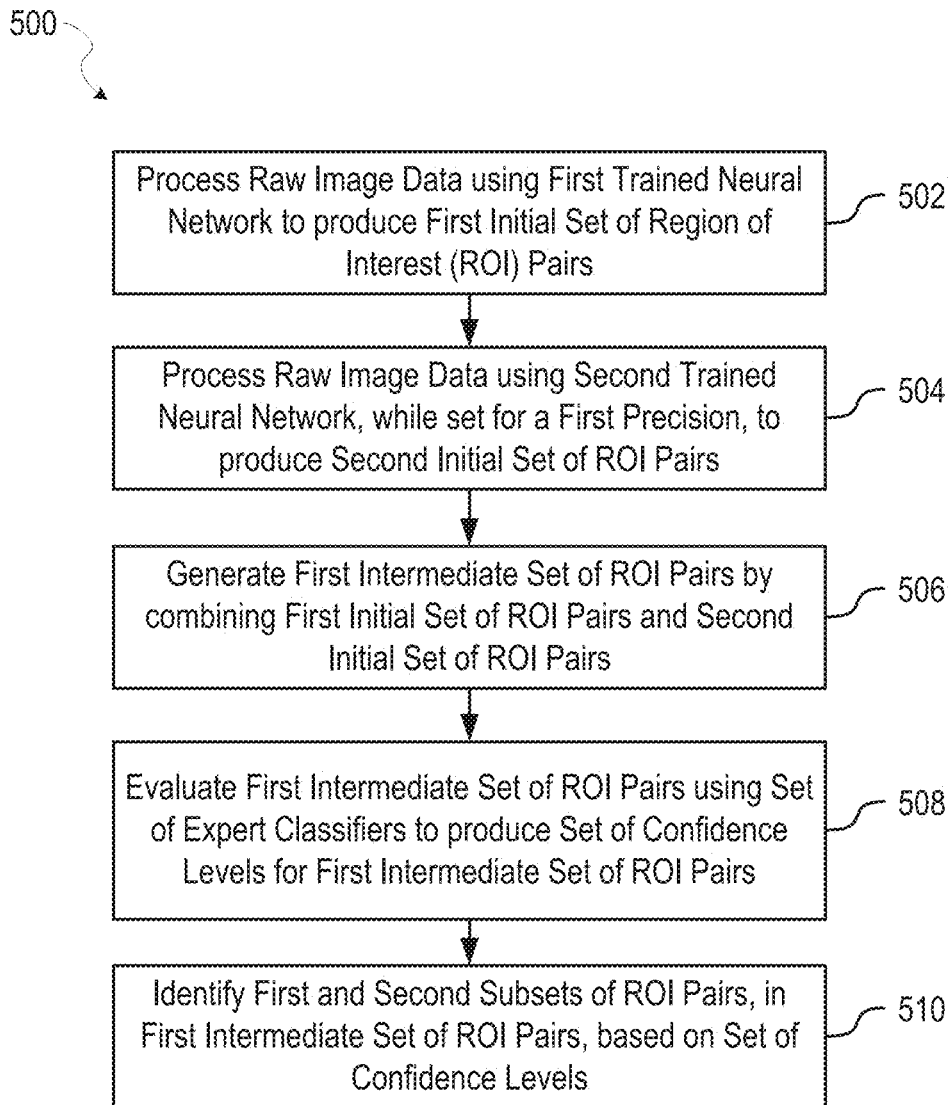 500
Process Raw Image Data using First Trained Neural
Network to produce First Initial Set of Region of
Interest (ROI) Pairs
502
Process Raw Image Data using Second Trained
Neural Network, while set for a First Precision, to
produce Second Initial Set of ROI Pairs
504
Generate First Intermediate Set of ROI Pairs by
combining First Initial Set of ROI Pairs and Second
Initial Set of ROI Pairs
506
Evaluate First Intermediate Set of ROI Pairs using Set
of Expert Classifiers to produce Set of Confidence
Levels for First Intermediate Set of ROI Pairs
508
Identify First and Second Subsets of ROI Pairs, in
First Intermediate Set of ROI Pairs, based on Set of
Confidence Levels
510